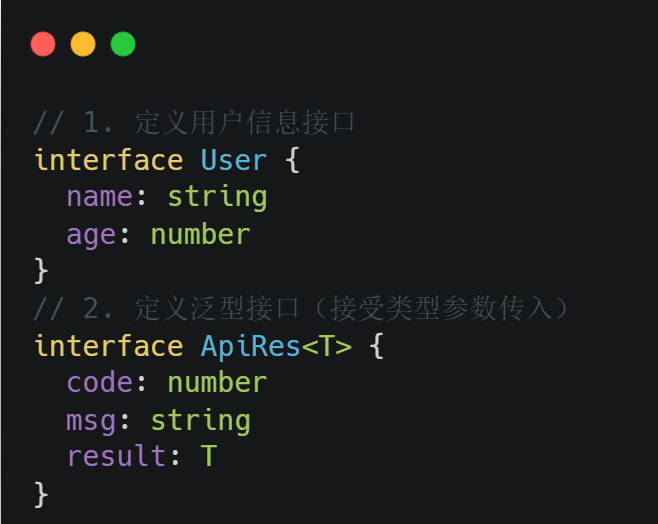 // 1. 定义用户信息接口
interface User {
  name: string
  age: number
}
// 2. 定义泛型接口（接受类型参数传入）
interface ApiRes<T> {
  code: number
  msg: string
  result: T
}